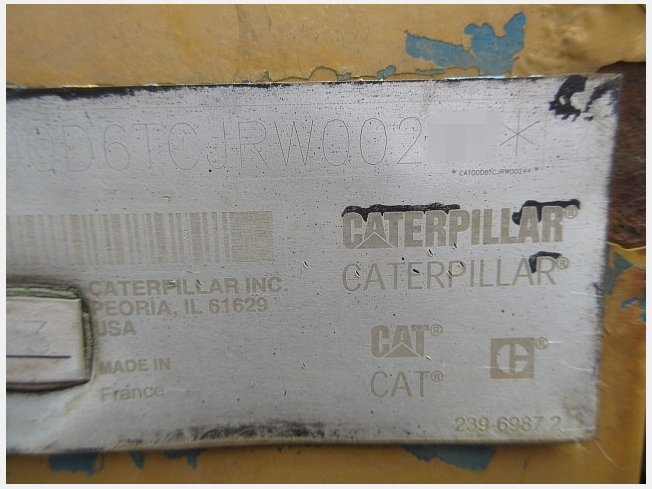 0D6TCJRW002 *
*CAT00D6TCJRW00244*
CATERPILLAR®
CATERPILLAR®
CATERPILLAR INC.
PEORIA, IL 61629
USA
CAT®
MADE IN
CAT®
France
239-6987 2